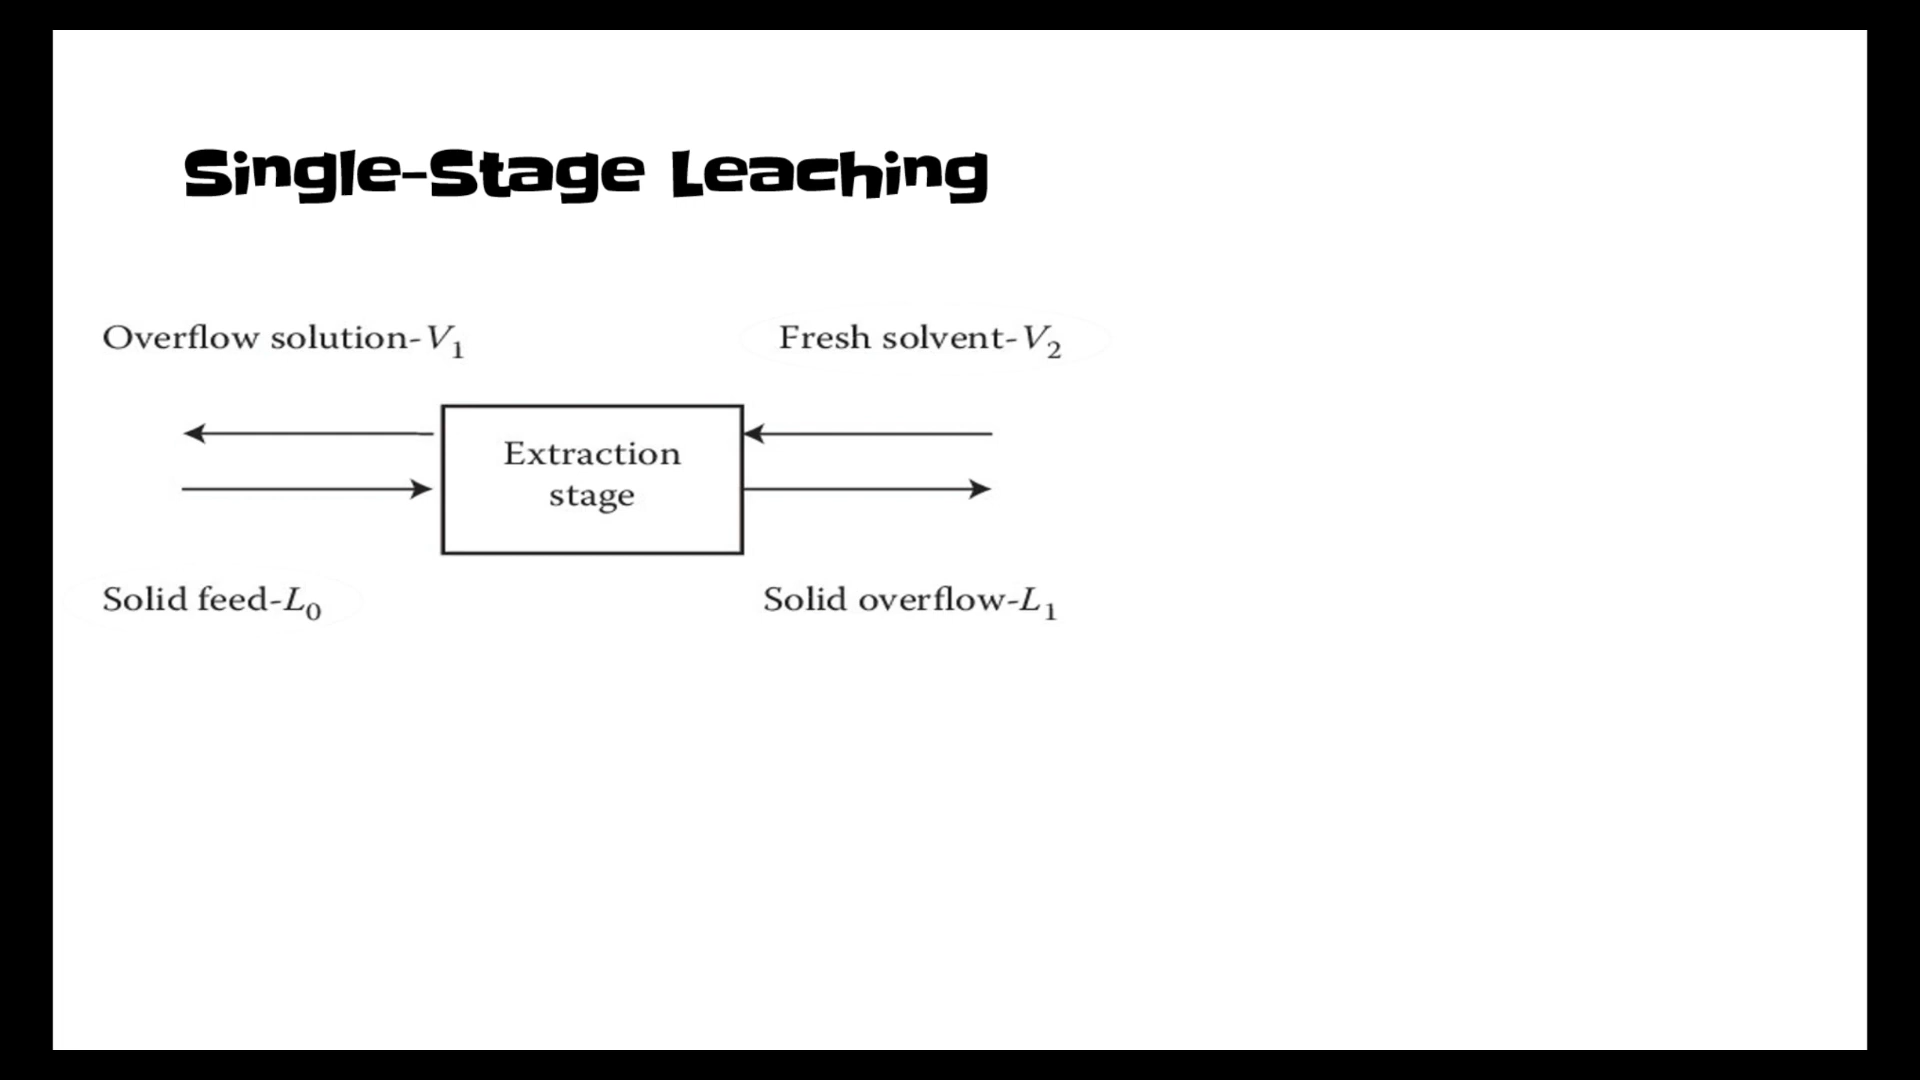 Single-Stage Leaching
Overflow solution-V₁
Fresh solvent-V₂
Extraction
stage
Solid feed-L₀
Solid overflow-L₁